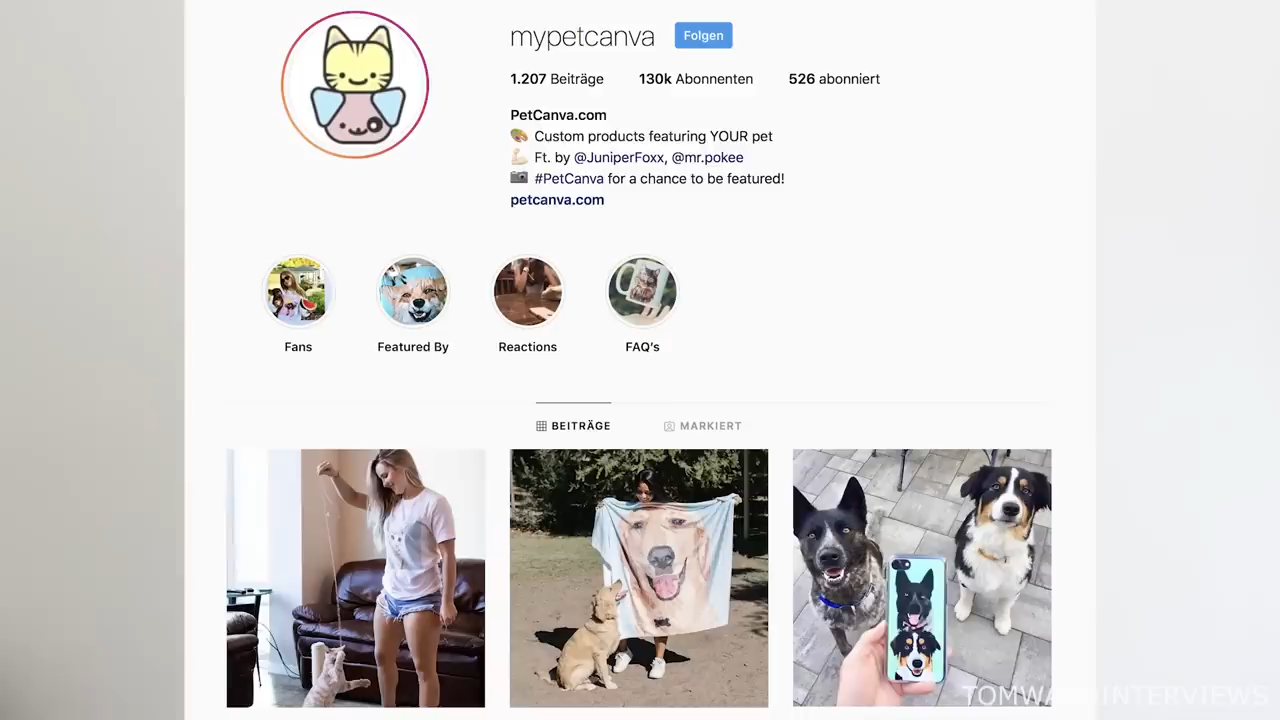 mypetcanva Folgen
1.207 Beiträge 130k Abonnenten 526 abonniert
PetCanva.com
Custom products featuring YOUR pet
Ft. by @JuniperFoxx, @mr.pokee
#PetCanva for a chance to be featured!
petcanva.com
Fans Featured By Reactions FAQ's
BEITRÄGE MARKIERT